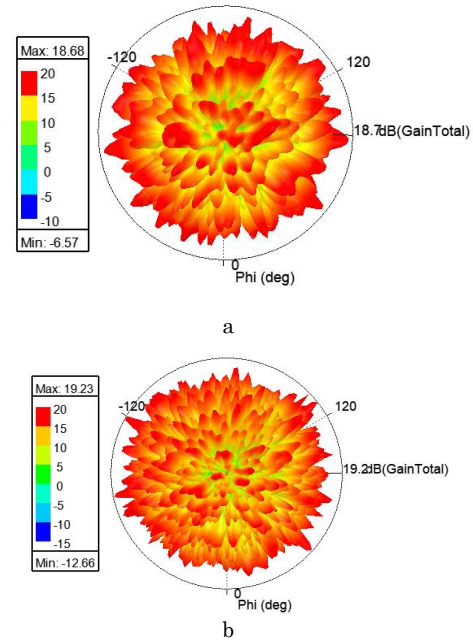 Max: 18.68
20
15
10
5
0
-5
-10
Min: -6.57
-120
120
18.7dB(GainTotal)
0
Phi (deg)
a
Max: 19.23
20
15
10
5
0
-5
-10
-15
Min: -12.66
-120
120
19.2dB(GainTotal)
0
Phi (deg)
b